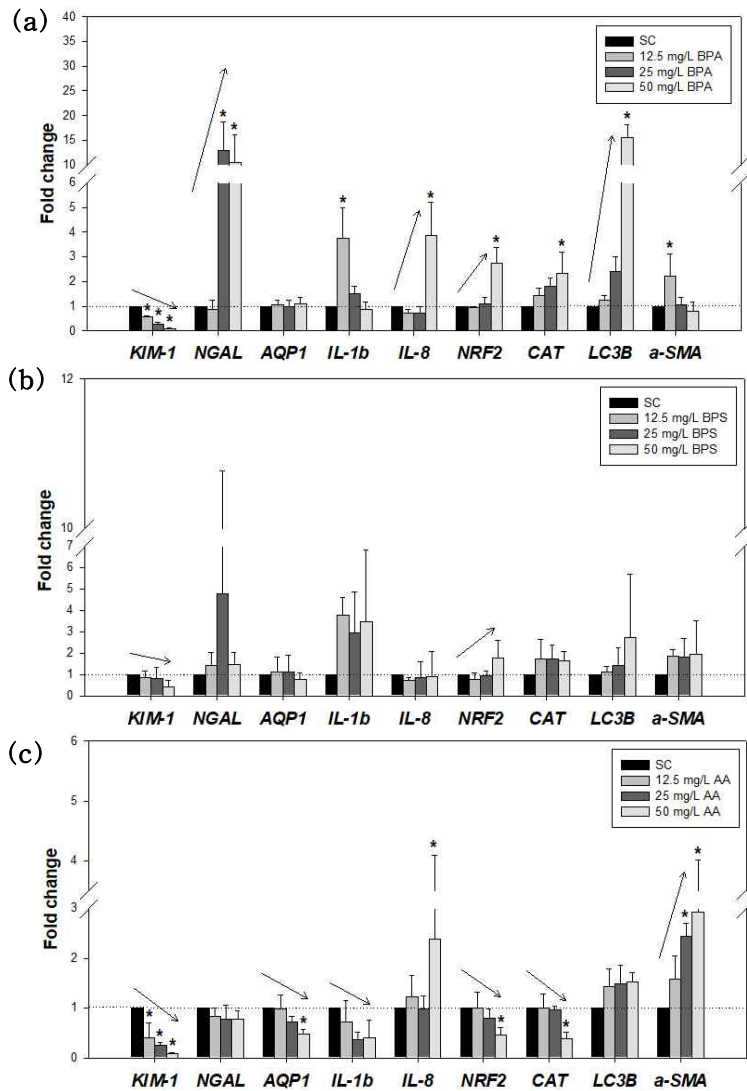 (a)
Fold change
40
35
30
25
20
15
10
6
5
4
3
2
1
0
SC
12.5 mg/L BPA
25 mg/L BPA
50 mg/L BPA
* * * * * * * * * * *
KIM-1 NGAL AQP1 IL-1b IL-8 NRF2 CAT LC3B a-SMA
(b)
Fold change
12
10
7
6
5
4
3
2
1
0
SC
12.5 mg/L BPS
25 mg/L BPS
50 mg/L BPS
KIM-1 NGAL AQP1 IL-1b IL-8 NRF2 CAT LC3B a-SMA
(c)
Fold change
6
5
4
3
2
1
0
SC
12.5 mg/L AA
25 mg/L AA
50 mg/L AA
* * * * * * * * *
KIM-1 NGAL AQP1 IL-1b IL-8 NRF2 CAT LC3B a-SMA